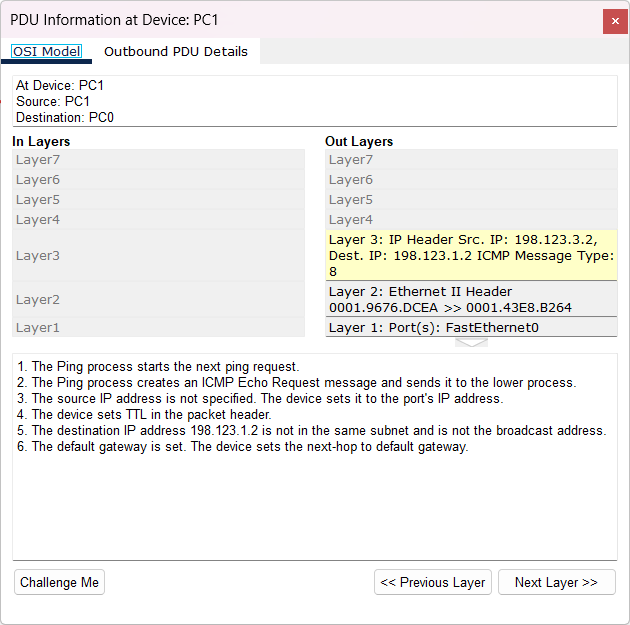 PDU Information at Device: PC1
OSI Model
Outbound PDU Details
At Device: PC1
Source: PC1
Destination: PC0
In Layers
Layer7
Layer6
Layer5
Layer4
Layer3
Layer2
Layer1
Out Layers
Layer7
Layer6
Layer5
Layer4
Layer 3: IP Header Src. IP: 198.123.3.2,
Dest. IP: 198.123.1.2 ICMP Message Type:
8
Layer 2: Ethernet II Header
0001.9676.DCEA >> 0001.43E8.B264
Layer 1: Port(s): FastEthernet0
1. The Ping process starts the next ping request.
2. The Ping process creates an ICMP Echo Request message and sends it to the lower process.
3. The source IP address is not specified. The device sets it to the port's IP address.
4. The device sets TTL in the packet header.
5. The destination IP address 198.123.1.2 is not in the same subnet and is not the broadcast address.
6. The default gateway is set. The device sets the next-hop to default gateway.
Challenge Me
<< Previous Layer
Next Layer >>